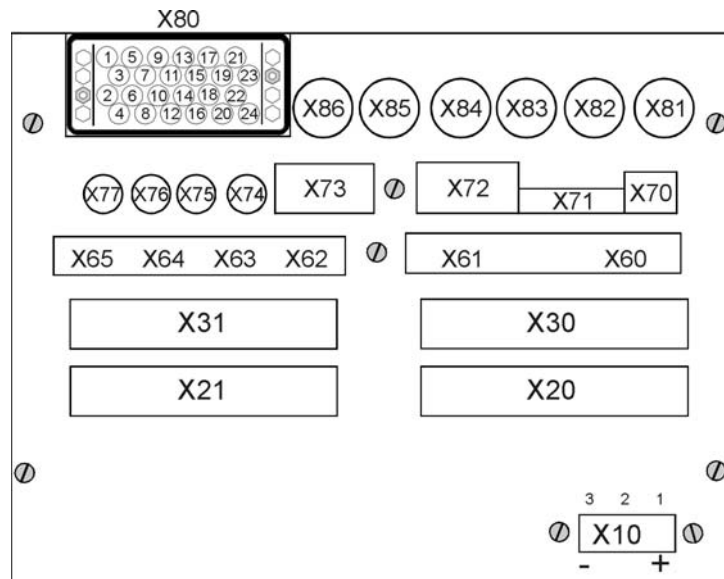 X80
1 5 9 13 17 21
3 7 11 15 19 23
2 6 10 14 18 22
4 8 12 16 20 24
X86 X85 X84 X83 X82 X81
X77 X76 X75 X74 X73 X72 X71 X70
X65 X64 X63 X62 X61 X60
X31 X30
X21 X20
3 2 1
X10
- +